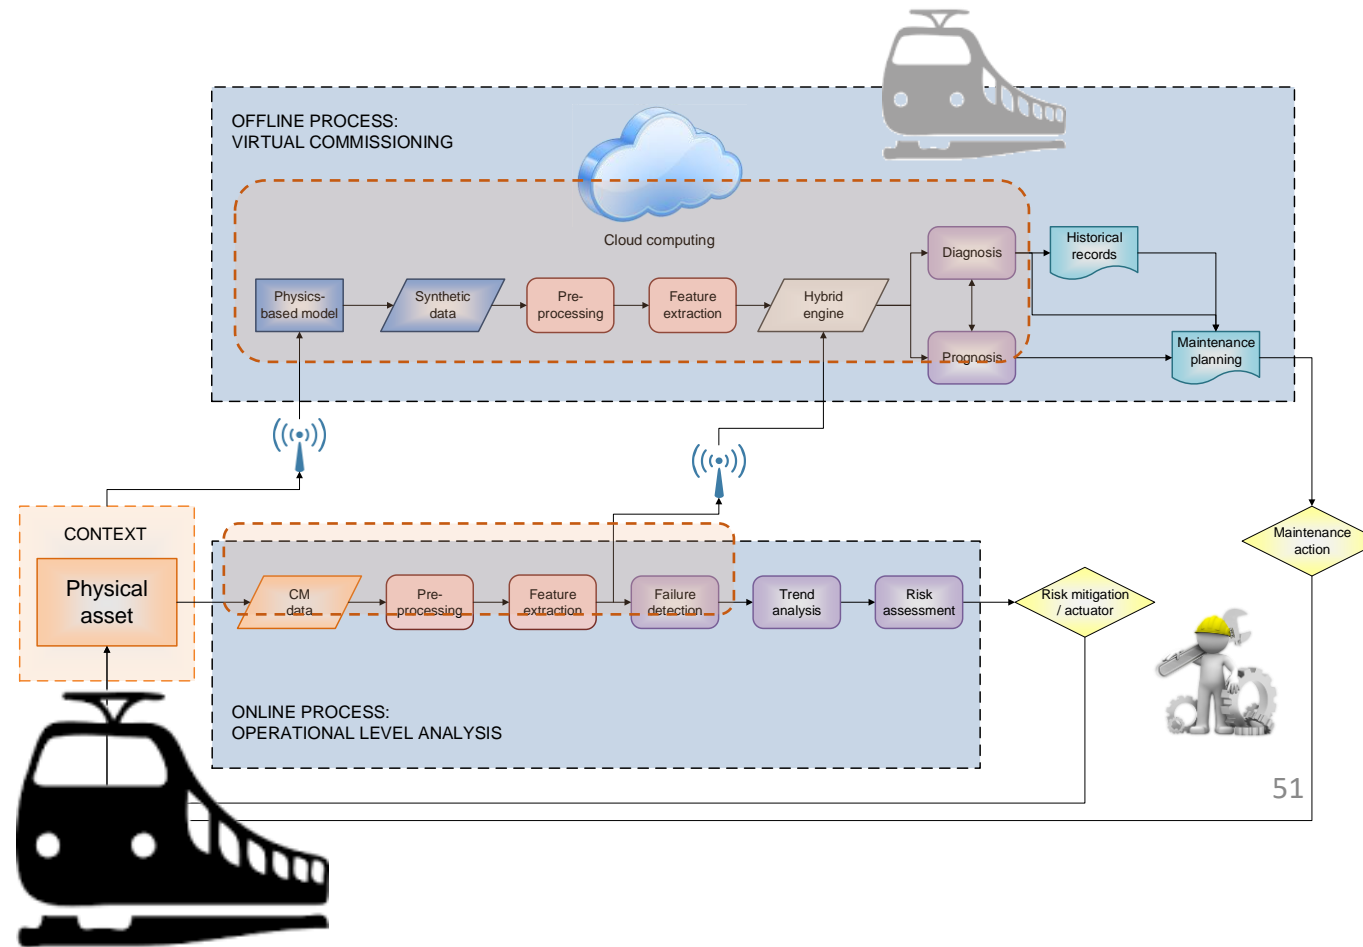 OFFLINE PROCESS:
VIRTUAL COMMISSIONING
Cloud computing
Physics-
based model
Synthetic
data
Pre-
processing
Feature
extraction
Hybrid
engine
Diagnosis
Prognosis
Historical
records
Maintenance
planning
CONTEXT
Physical
asset
CM
data
Pre-
processing
Feature
extraction
Failure
detection
Trend
analysis
Risk
assessment
Risk mitigation
/ actuator
Maintenance
action
ONLINE PROCESS:
OPERATIONAL LEVEL ANALYSIS
51